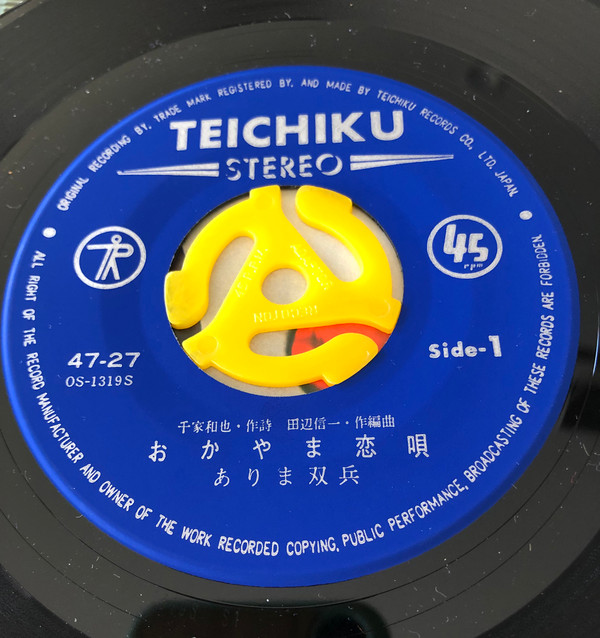 ORIGINAL RECORDING BY. TRADE MARK REGISTERED BY. AND MADE BY TEICHIKU RECORDS CO., LTD. JAPAN.
TEICHIKU
STEREO
45
rpm
47-27
OS-1319S
Side-1
千家和也・作詩 田辺信一・作編曲
おかやま恋唄
ありま双兵
ALL RIGHT OF THE RECORD MANUFACTURER AND OWNER OF THE WORK RECORDED COPYING, PUBLIC PERFORMANCE, BROADCASTING OF THESE RECORDS ARE FORBIDDEN.